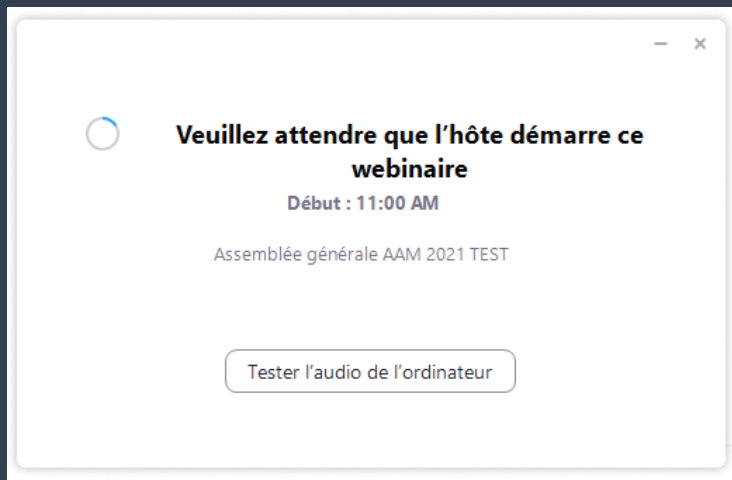 Veuillez attendre que l'hôte démarre ce
webinaire
Début : 11:00 AM
Assemblée générale AAM 2021 TEST
Tester l'audio de l'ordinateur